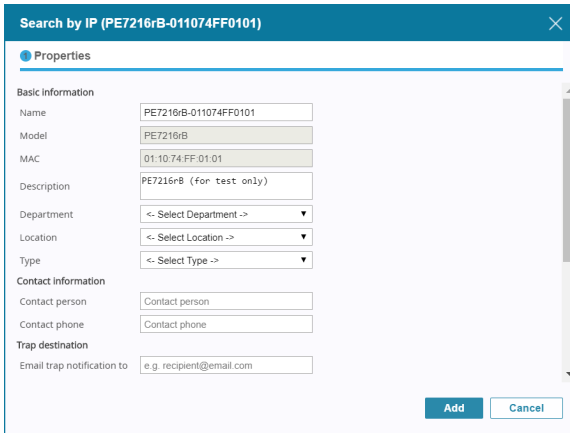 Search by IP (PE7216rB-011074FF0101)
1 Properties
Basic information
Name PE7216rB-011074FF0101
Model PE7216rB
MAC 01:10:74:FF:01:01
Description PE7216rB (for test only)
Department <- Select Department ->
Location <- Select Location ->
Type <- Select Type ->
Contact information
Contact person Contact person
Contact phone Contact phone
Trap destination
Email trap notification to e.g. recipient@email.com
Add Cancel